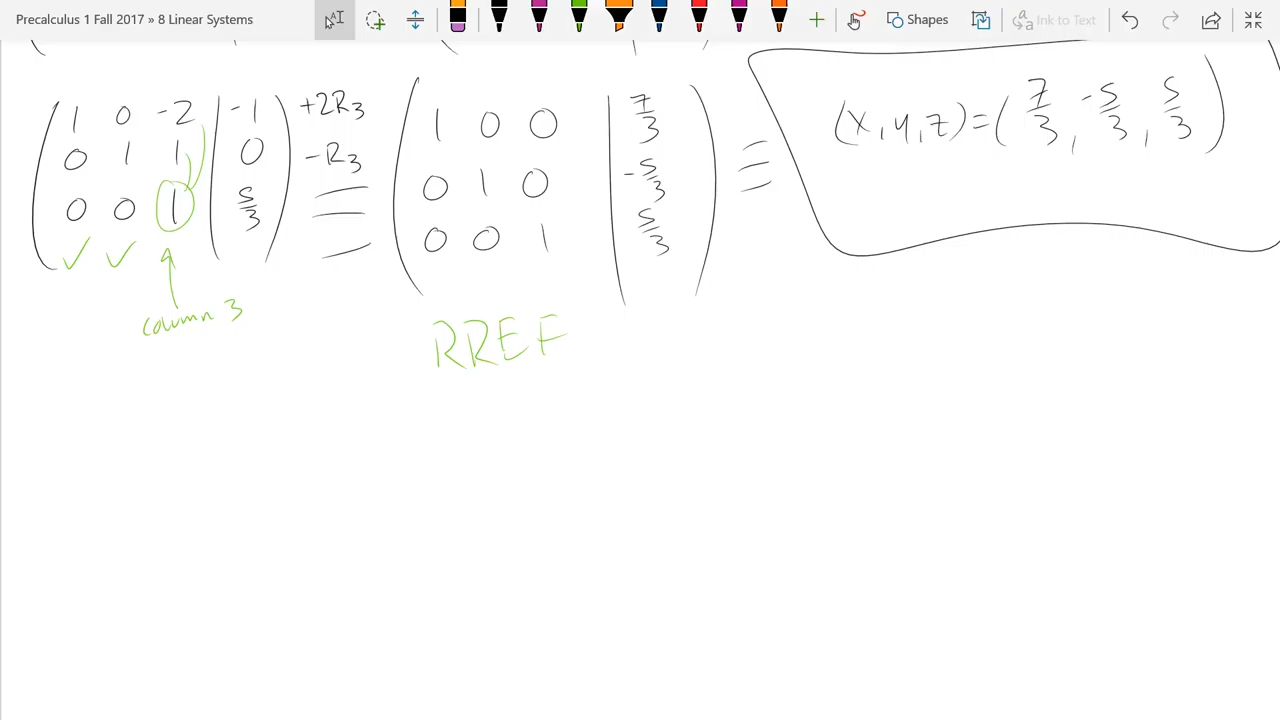 Precalculus 1 Fall 2017 » 8 Linear Systems
Shapes
Ink to Text
1 0 -2 | -1 +2R3
0 1 1 | 0 -R3
0 0 1 | 5/3
column 3
≡
1 0 0 | 7/3
0 1 0 | -5/3
0 0 1 | 5/3
RREF
≡
(x,y,z)=(7/3, -5/3, 5/3)